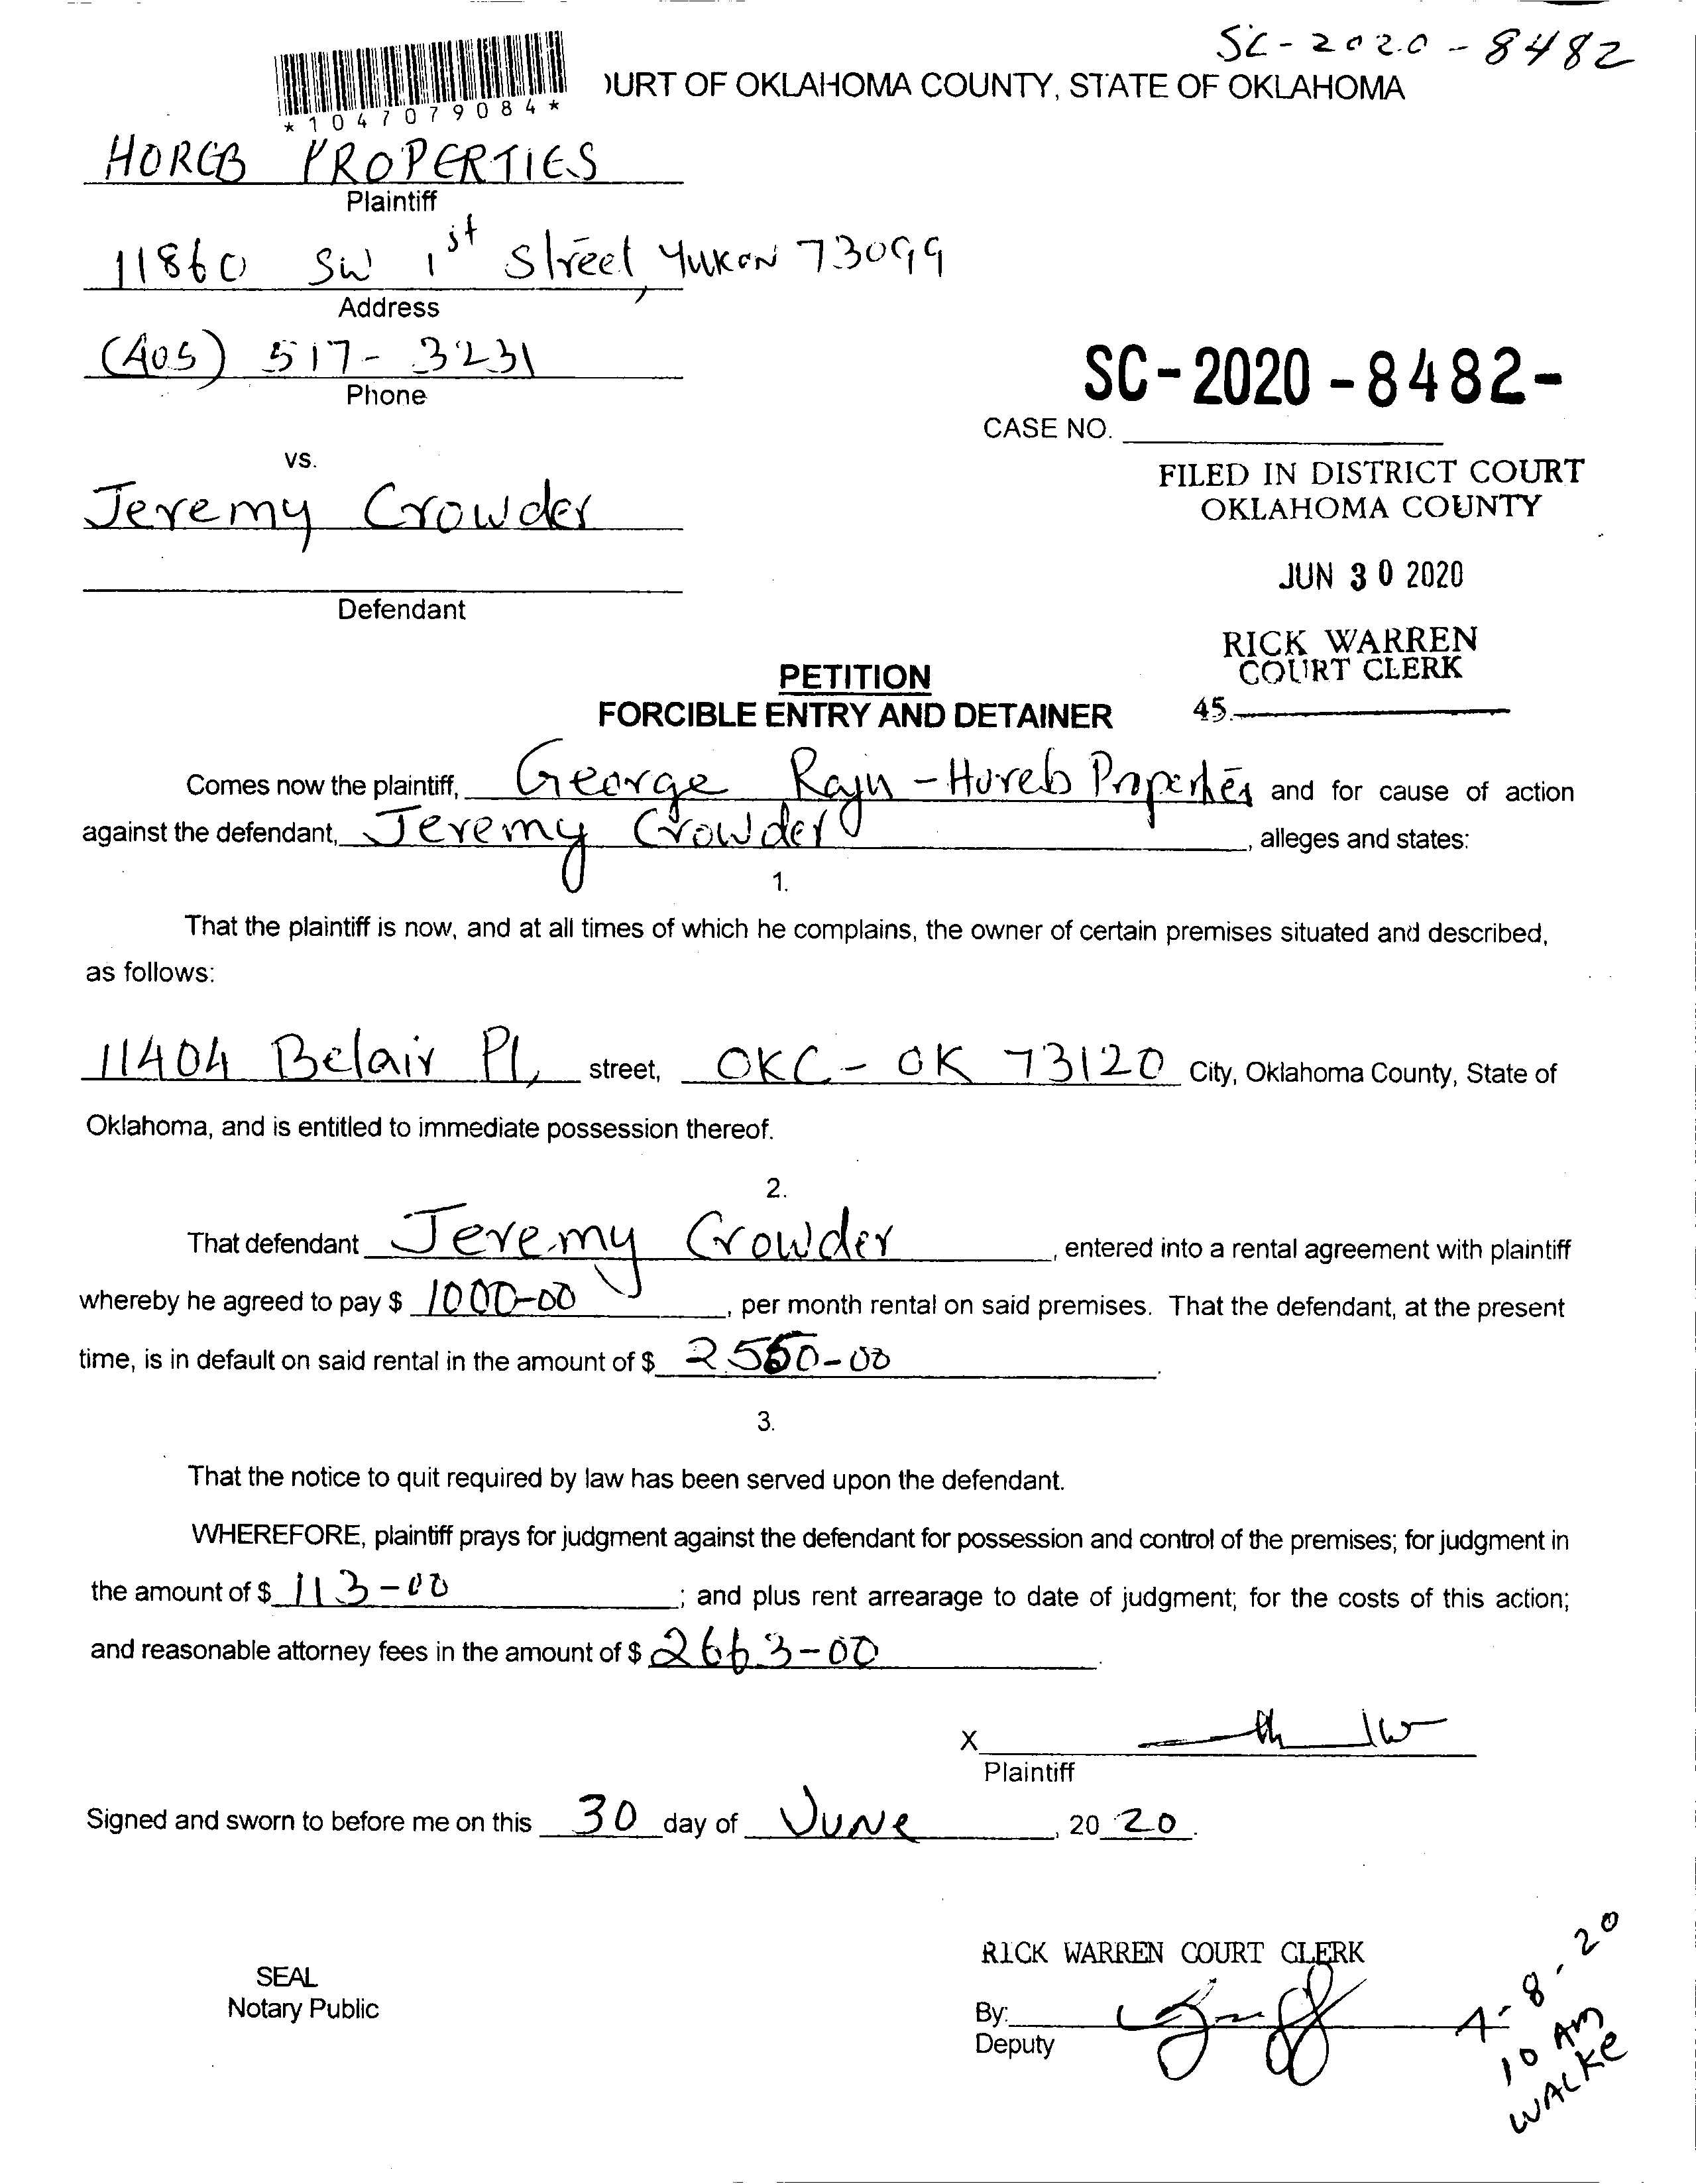 SC-2020-8482
*1047079084*
)URT OF OKLAHOMA COUNTY, STATE OF OKLAHOMA
HOREB PROPERTIES
Plaintiff
11860 SW 1st Street, YUKON 73099
Address
(405) 517-3231
Phone
SC-2020-8482-
CASE NO.
vs.
FILED IN DISTRICT COURT
OKLAHOMA COUNTY
Jeremy Crowder
JUN 30 2020
Defendant
RICK WARREN
COURT CLERK
PETITION
45.
FORCIBLE ENTRY AND DETAINER
Comes now the plaintiff, George Raju - Horeb Properties and for cause of action
against the defendant, Jeremy Crowder, alleges and states:
1.
That the plaintiff is now, and at all times of which he complains, the owner of certain premises situated and described,
as follows:
11404 Belair Pl, street, OKC - OK 73120 City, Oklahoma County, State of
Oklahoma, and is entitled to immediate possession thereof.
2.
That defendant Jeremy Crowder, entered into a rental agreement with plaintiff
whereby he agreed to pay $ 1000-00, per month rental on said premises. That the defendant, at the present
time, is in default on said rental in the amount of $ 2550-00.
3.
That the notice to quit required by law has been served upon the defendant.
WHEREFORE, plaintiff prays for judgment against the defendant for possession and control of the premises; for judgment in
the amount of $ 113-00; and plus rent arrearage to date of judgment; for the costs of this action;
and reasonable attorney fees in the amount of $ 2663-00.
X
Plaintiff
Signed and sworn to before me on this 30 day of June, 20 20.
RICK WARREN COURT CLERK
SEAL
Notary Public
By:
Deputy
7-8-20
10 AM
WALKE